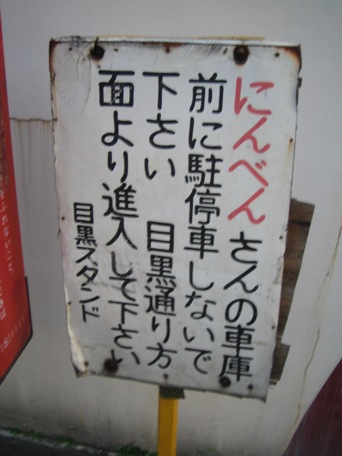 にんべんさんの車庫
前に駐停車しないで
下さい 目黒通り方
面より進入して下さい
目黒スタンド